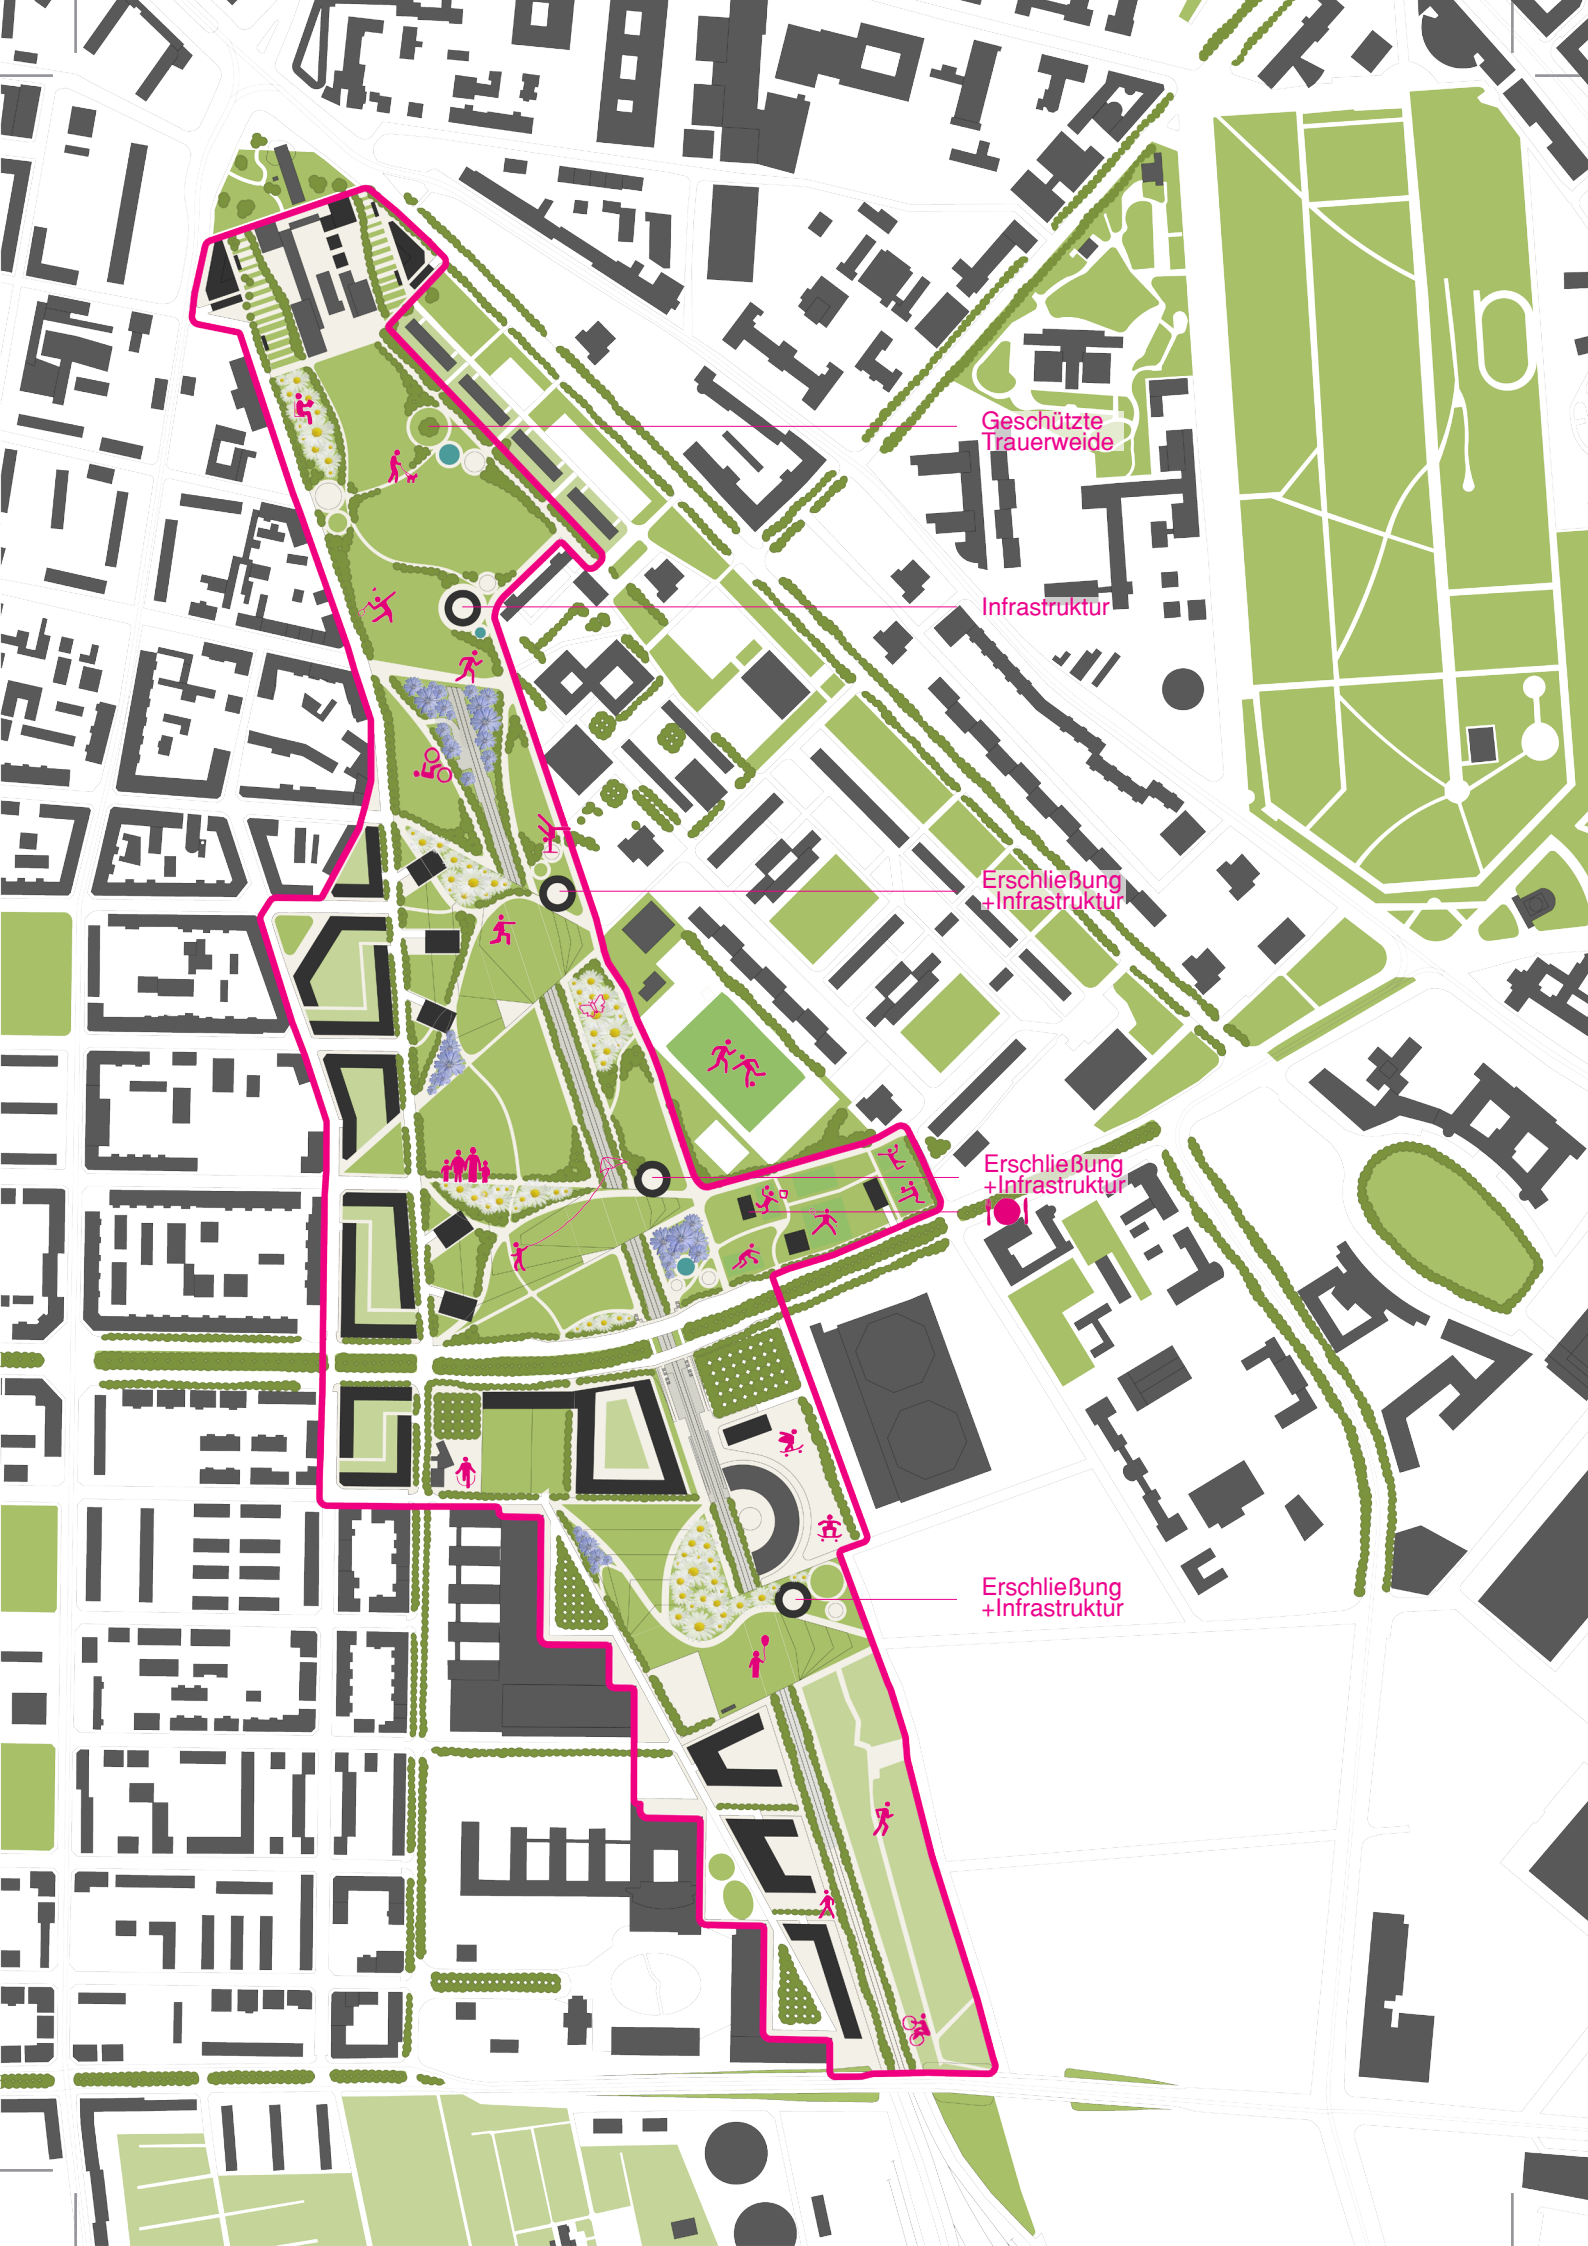 Geschützte
Trauerweide
Infrastruktur
Erschließung
+Infrastruktur
Erschließung
+Infrastruktur
Erschließung
+Infrastruktur